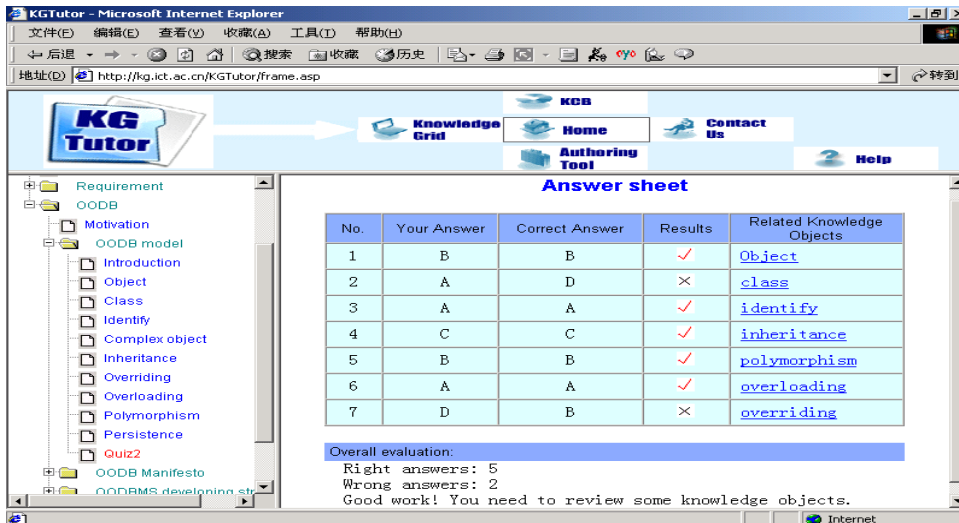 KGTutor - Microsoft Internet Explorer
文件(F) 编辑(E) 查看(V) 收藏(A) 工具(T) 帮助(H)
后退 搜索 收藏 历史
地址(D) http://kg.ict.ac.cn/KGTutor/frame.asp 转到
KG Tutor
KCB
Knowledge Grid
Home
Contact Us
Authoring Tool
Help
Requirement
OODB
Motivation
OODB model
Introduction
Object
Class
Identify
Complex object
Inheritance
Overriding
Overloading
Polymorphism
Persistence
Quiz2
OODB Manifesto
OODBMS developing str
Answer sheet
No. Your Answer Correct Answer Results Related Knowledge Objects
1 B B ✓ Object
2 A D × class
3 A A ✓ identify
4 C C ✓ inheritance
5 B B ✓ polymorphism
6 A A ✓ overloading
7 D B × overriding
Overall evaluation:
Right answers: 5
Wrong answers: 2
Good work! You need to review some knowledge objects.
Internet